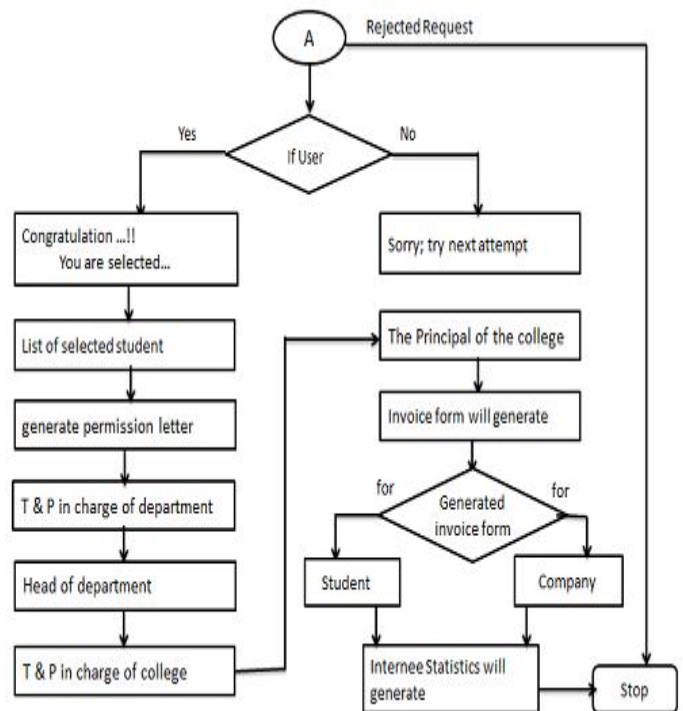 A
Rejected Request
Yes
No
If User
Congratulation ...!!
You are selected...
Sorry; try next attempt
List of selected student
generate permission letter
T & P in charge of department
Head of department
T & P in charge of college
The Principal of the college
Invoice form will generate
for
for
Generated
invoice form
Student
Company
Internee Statistics will
generate
Stop